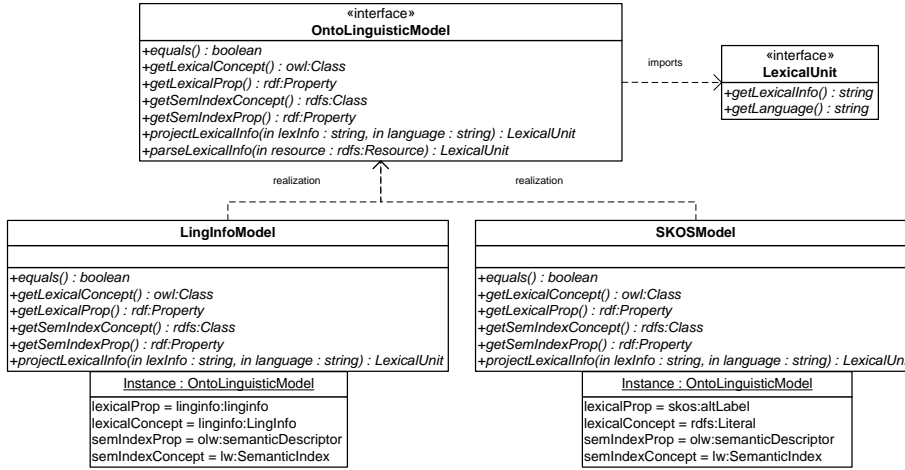 «interface»
OntoLinguisticModel
+equals() : boolean
+getLexicalConcept() : owl:Class
+getLexicalProp() : rdf:Property
+getSemIndexConcept() : rdfs:Class
+getSemIndexProp() : rdf:Property
+projectLexicalInfo(in lexInfo : string, in language : string) : LexicalUnit
+parseLexicalInfo(in resource : rdfs:Resource) : LexicalUnit
imports
«interface»
LexicalUnit
+getLexicalInfo() : string
+getLanguage() : string
realization
realization
LingInfoModel
+equals() : boolean
+getLexicalConcept() : owl:Class
+getLexicalProp() : rdf:Property
+getSemIndexConcept() : rdfs:Class
+getSemIndexProp() : rdf:Property
+projectLexicalInfo(in lexInfo : string, in language : string) : LexicalUnit
Instance : OntoLinguisticModel
lexicalProp = linginfo:linginfo
lexicalConcept = linginfo:LingInfo
semIndexProp = olw:semanticDescriptor
semIndexConcept = lw:SemanticIndex
SKOSModel
+equals() : boolean
+getLexicalConcept() : owl:Class
+getLexicalProp() : rdf:Property
+getSemIndexConcept() : rdfs:Class
+getSemIndexProp() : rdf:Property
+projectLexicalInfo(in lexInfo : string, in language : string) : LexicalUni
Instance : OntoLinguisticModel
lexicalProp = skos:altLabel
lexicalConcept = rdfs:Literal
semIndexProp = olw:semanticDescriptor
semIndexConcept = lw:SemanticIndex